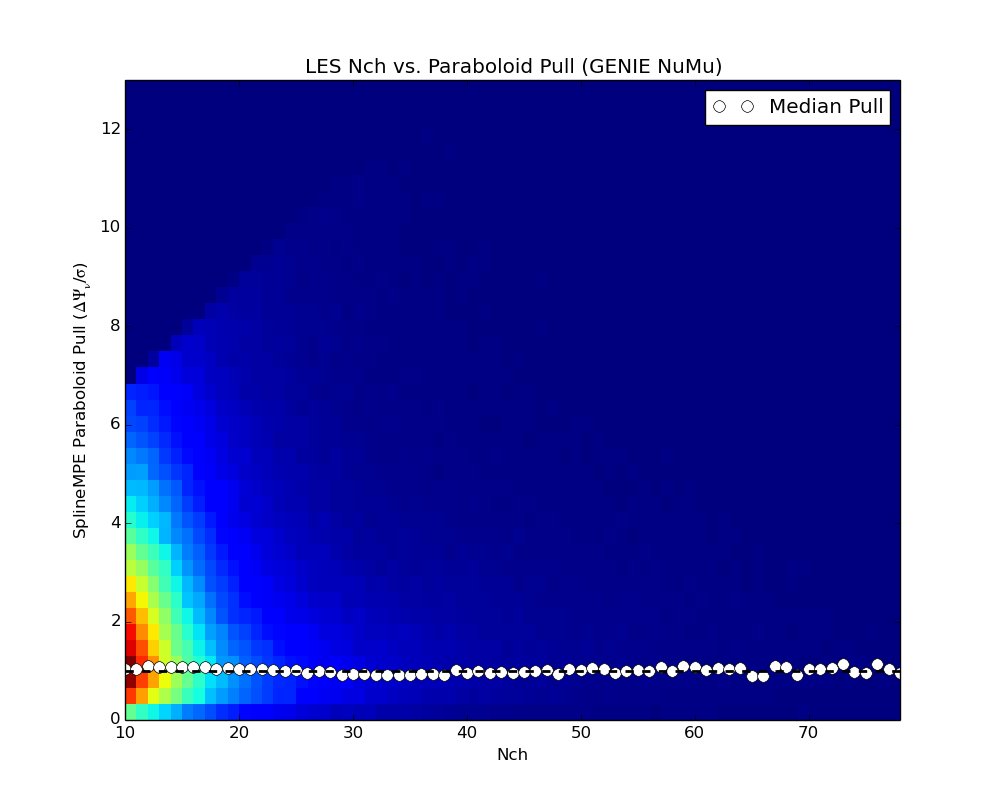 LES Nch vs. Paraboloid Pull (GENIE NuMu)
Median Pull
12
10
8
6
4
2
0
SplineMPE Paraboloid Pull (ΔΨν/σ)
10 20 30 40 50 60 70
Nch